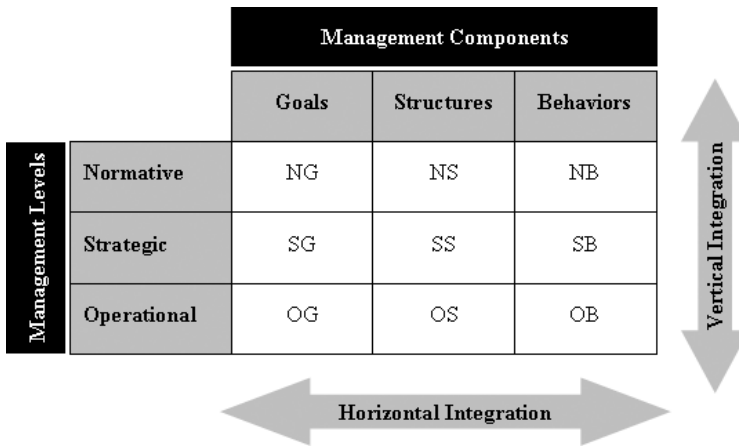 Management Components
Goals Structures Behaviors
Management Levels
Normative NG NS NB
Strategic SG SS SB
Operational OG OS OB
Vertical Integration
Horizontal Integration